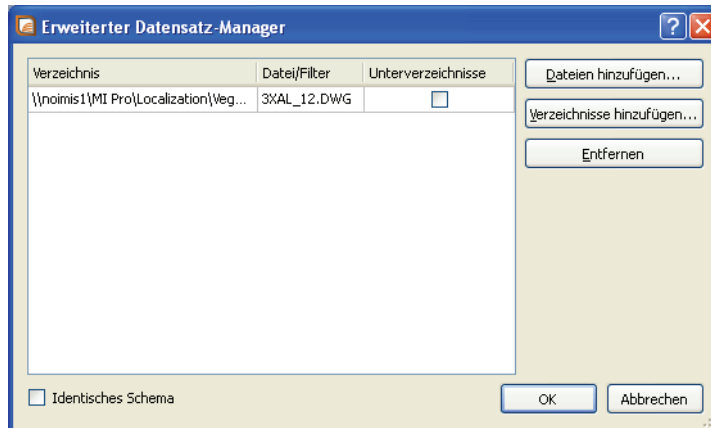 Erweiterter Datensatz-Manager
Verzeichnis Datei/Filter Unterverzeichnisse
\\noimis1\MI Pro\Localization\Veg... 3XAL_12.DWG
Dateien hinzufügen...
Verzeichnisse hinzufügen...
Entfernen
Identisches Schema
OK Abbrechen